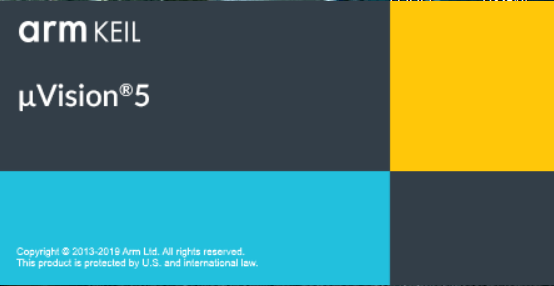 arm KEIL
µVision®5
Copyright © 2013-2019 Arm Ltd. All rights reserved.
This product is protected by U.S. and international law.